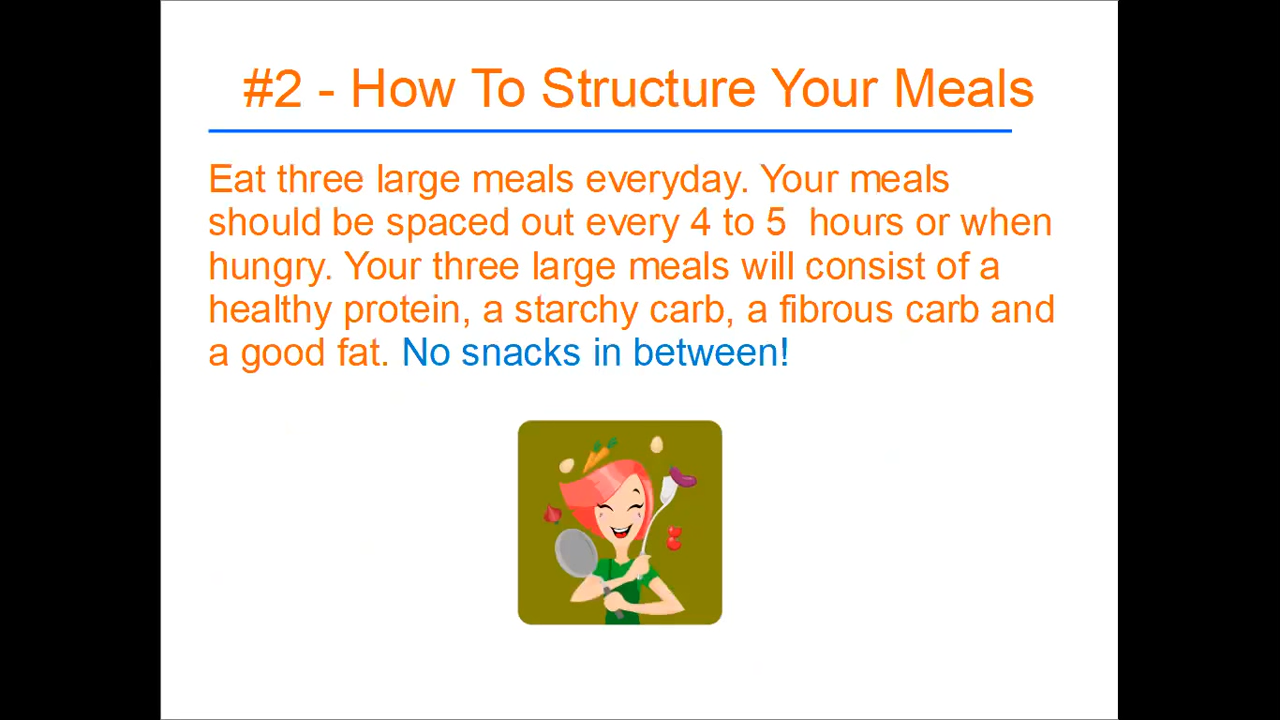 #2 - How To Structure Your Meals
Eat three large meals everyday. Your meals
should be spaced out every 4 to 5  hours or when
hungry. Your three large meals will consist of a
healthy protein, a starchy carb, a fibrous carb and
a good fat. No snacks in between!